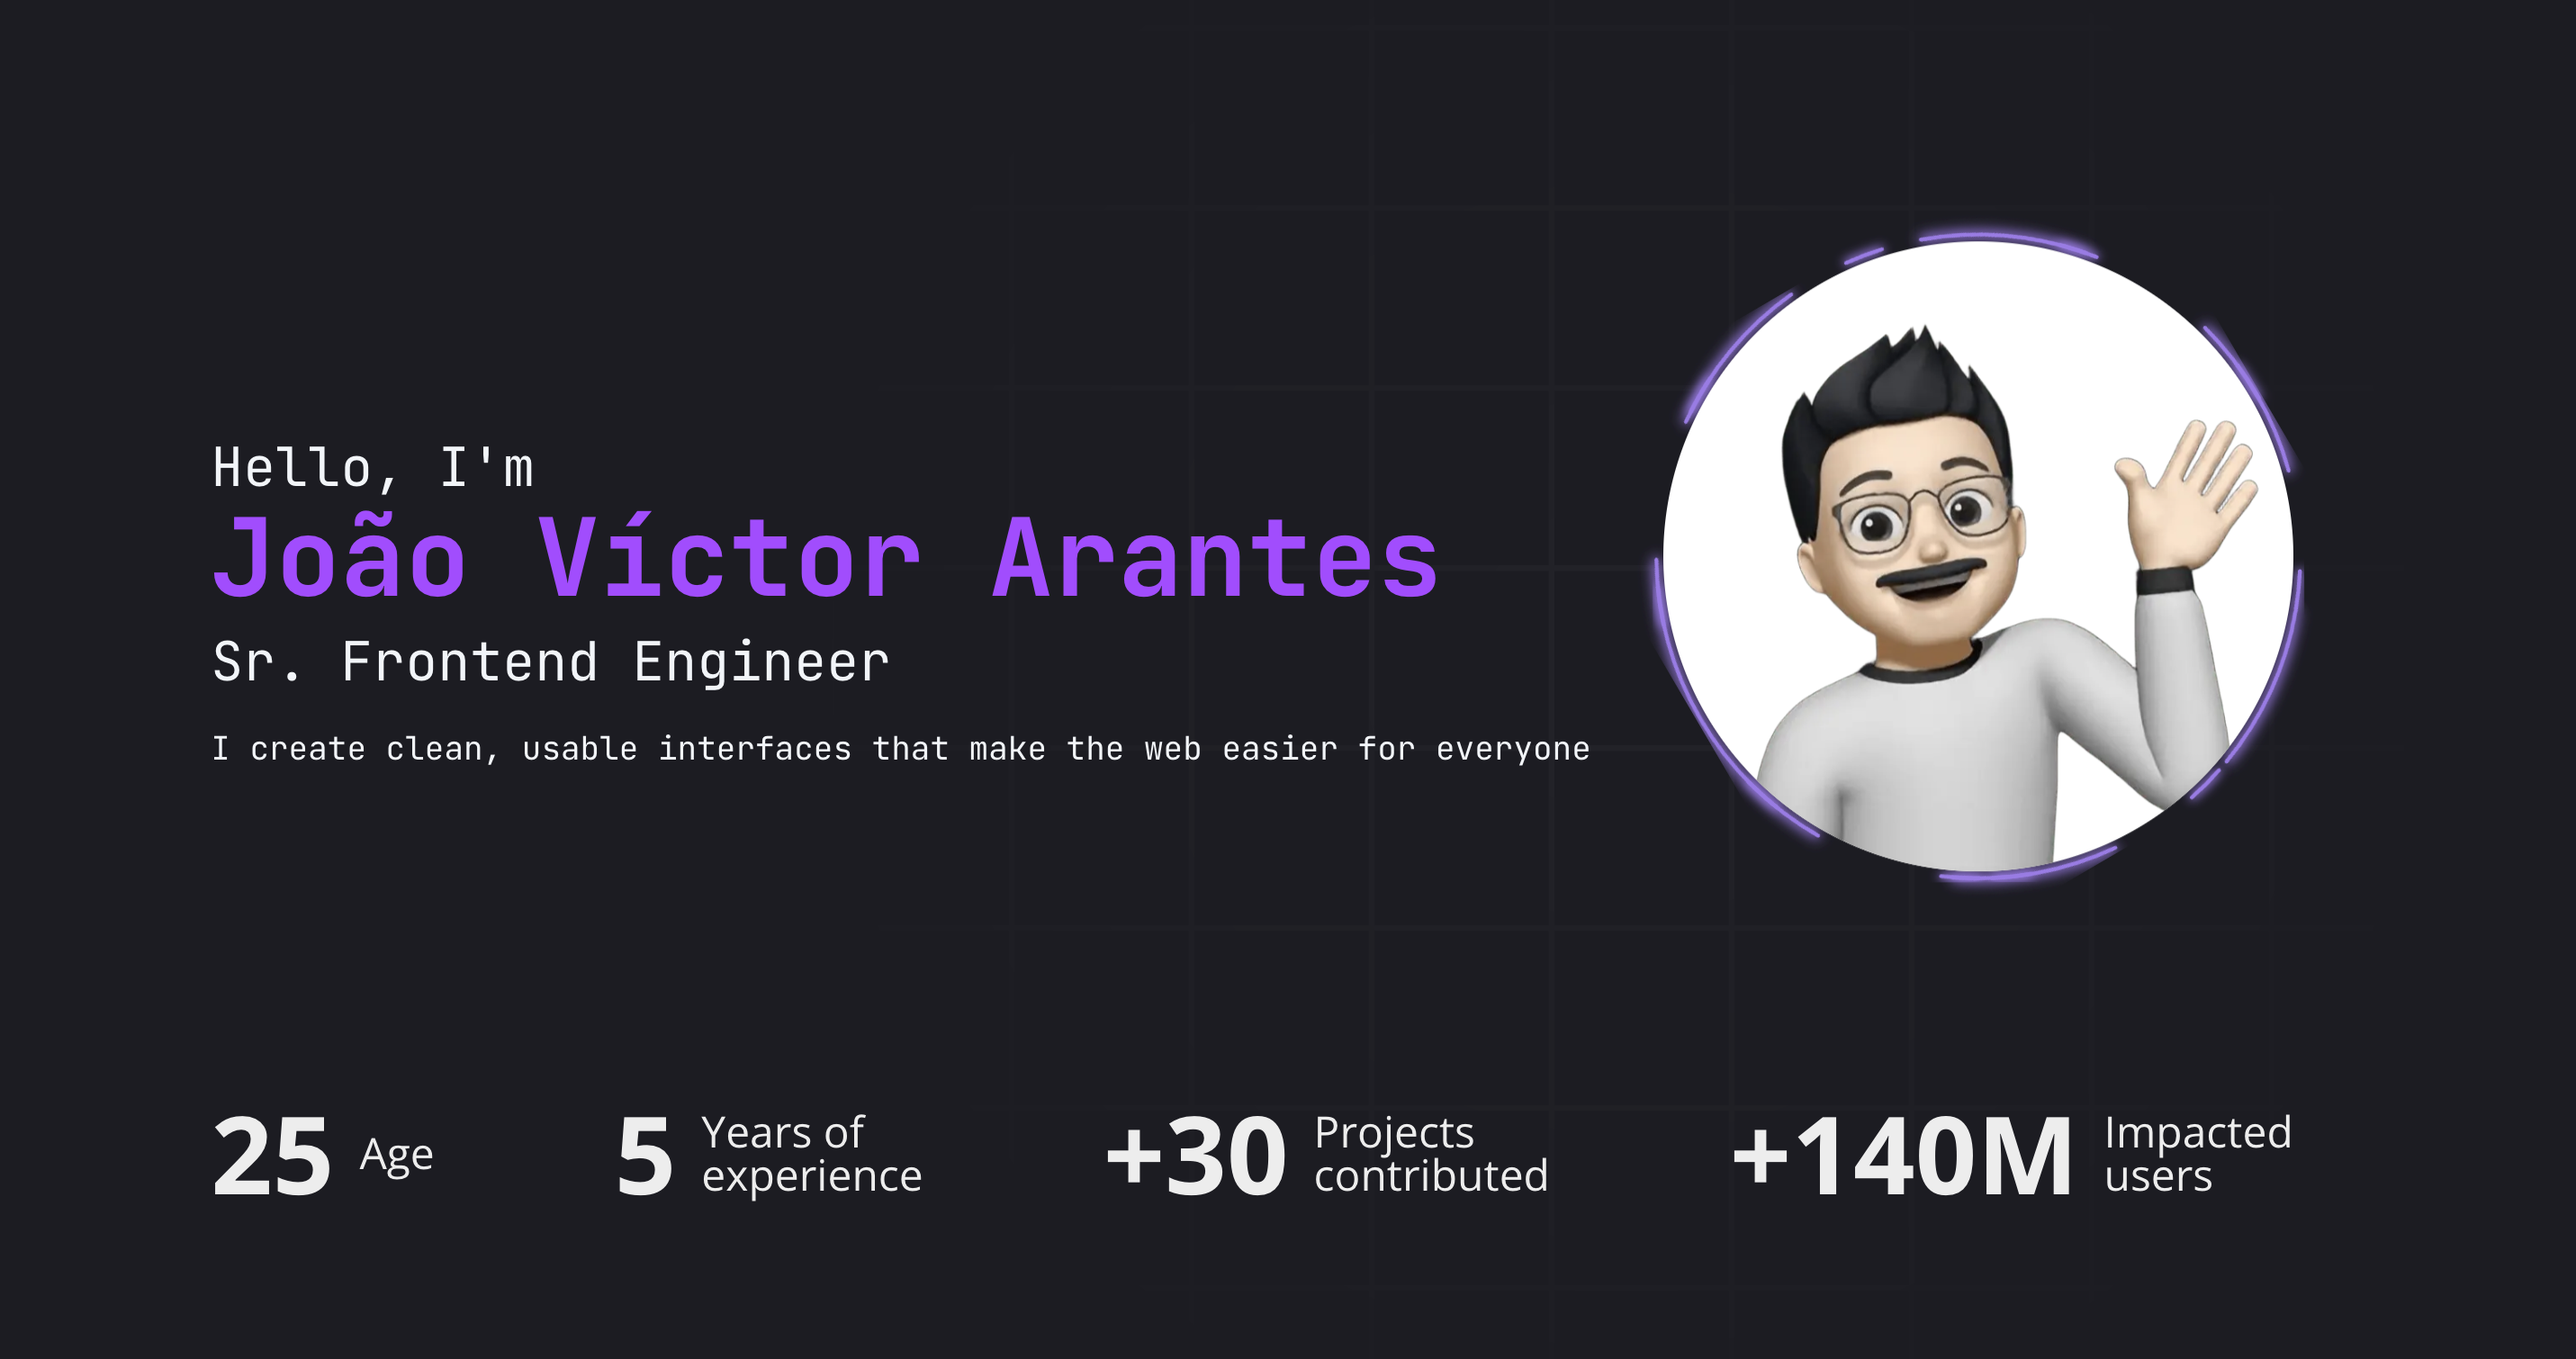 Hello, I'm
João Víctor Arantes
Sr. Frontend Engineer
I create clean, usable interfaces that make the web easier for everyone
25 Age
5 Years of
experience
+30 Projects
contributed
+140M Impacted
users